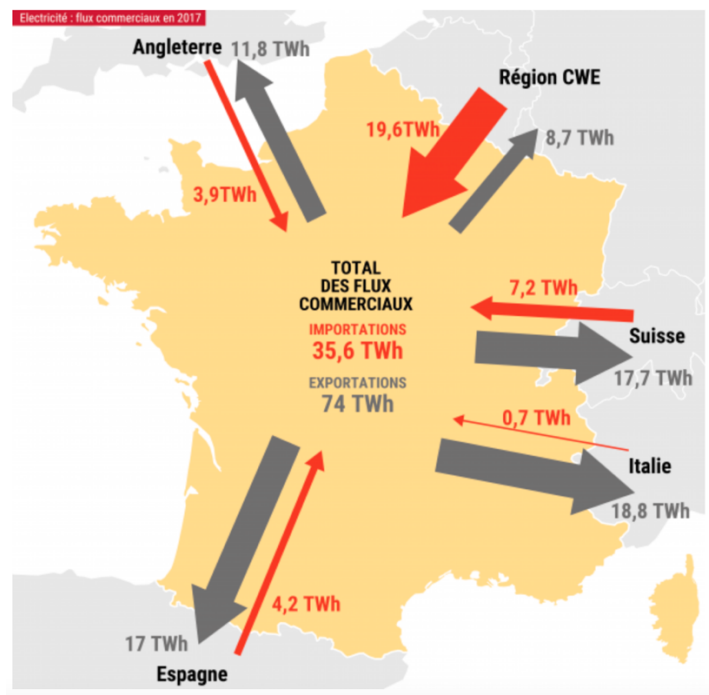 Electricité : flux commerciaux en 2017
Angleterre
11,8 TWh
Région CWE
19,6TWh
8,7 TWh
3,9TWh
TOTAL
DES FLUX
COMMERCIAUX
IMPORTATIONS
35,6 TWh
EXPORTATIONS
74 TWh
7,2 TWh
Suisse
17,7 TWh
0,7 TWh
Italie
18,8 TWh
4,2 TWh
17 TWh
Espagne